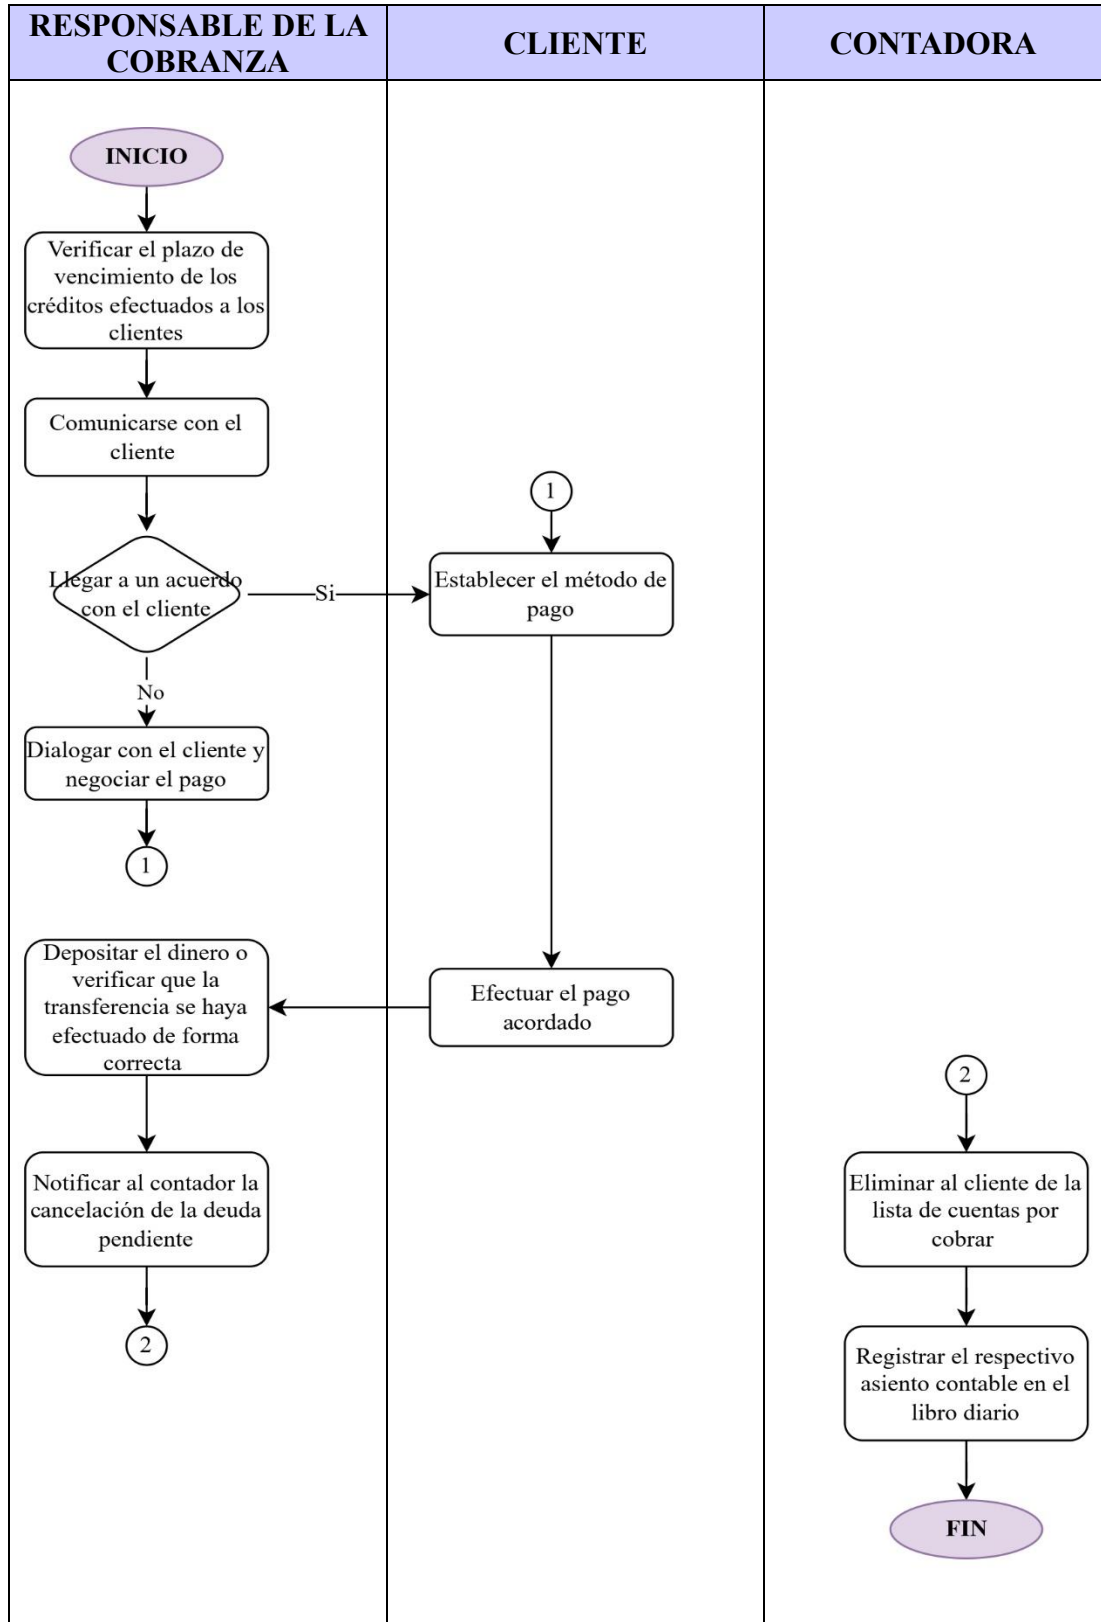 RESPONSABLE DE LA
COBRANZA
CLIENTE
CONTADORA
INICIO
Verificar el plazo de
vencimiento de los
créditos efectuados a los
clientes
Comunicarse con el
cliente
Llegar a un acuerdo
con el cliente
Si
No
Dialogar con el cliente y
negociar el pago
1
1
Establecer el método de
pago
Efectuar el pago
acordado
Depositar el dinero o
verificar que la
transferencia se haya
efectuado de forma
correcta
Notificar al contador la
cancelación de la deuda
pendiente
2
2
Eliminar al cliente de la
lista de cuentas por
cobrar
Registrar el respectivo
asiento contable en el
libro diario
FIN